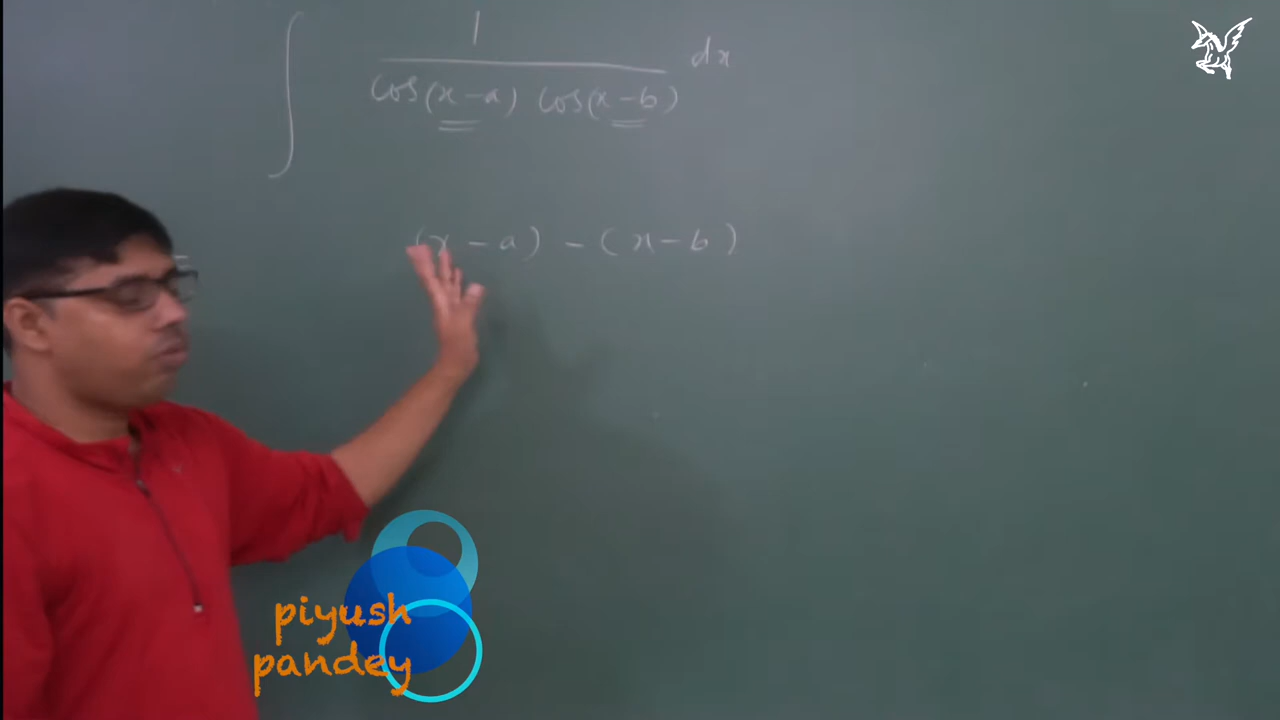 ∫ 1 / cos(x-a) cos(x-b) dx
(x-a) - (x-b)
piyush
pandey